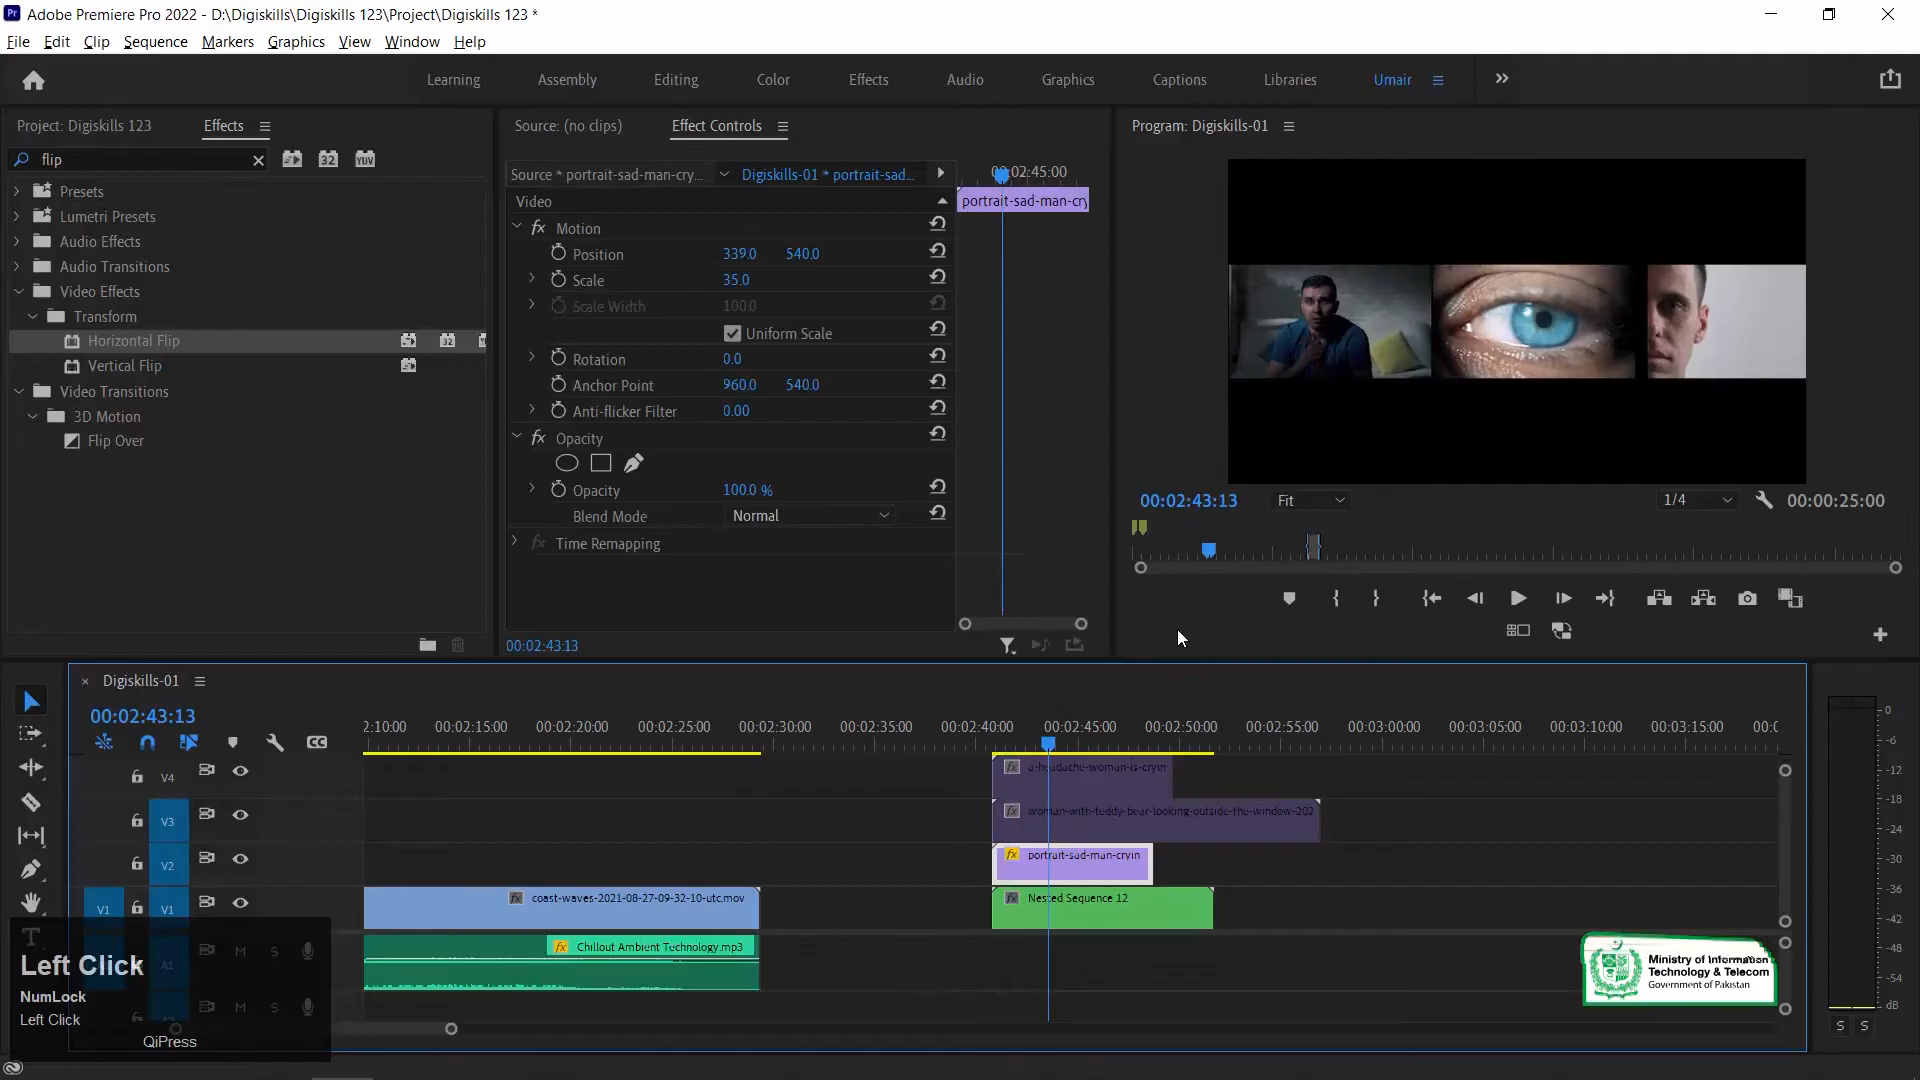 Adobe Premiere Pro 2022 - D:\Digiskills\Digiskills 123\Project\Digiskills 123 *
File Edit Clip Sequence Markers Graphics View Window Help
Learning Assembly Editing Color Effects Audio Graphics Captions Libraries Umair
Project: Digiskills 123 Effects
flip
32 YUV
Presets
Lumetri Presets
Audio Effects
Audio Transitions
Video Effects
Transform
Horizontal Flip
Vertical Flip
Video Transitions
3D Motion
Flip Over
Source: (no clips) Effect Controls
Source * portrait-sad-man-cry... Digiskills-01 * portrait-sad...
Video
fx Motion
Position 339.0 540.0
Scale 35.0
Scale Width 100.0
Uniform Scale
Rotation 0.0
Anchor Point 960.0 540.0
Anti-flicker Filter 0.00
fx Opacity
Opacity 100.0 %
Blend Mode Normal
fx Time Remapping
02:45:00
portrait-sad-man-cry
00:02:43:13
Program: Digiskills-01
00:02:43:13 Fit 1/4 00:00:25:00
Digiskills-01
00:02:43:13
2:10:00 00:02:15:00 00:02:20:00 00:02:25:00 00:02:30:00 00:02:35:00 00:02:40:00 00:02:45:00 00:02:50:00 00:02:55:00 00:03:00:00 00:03:05:00 00:03:10:00 00:03:15:00 00:0
CC
V4 fx a-headache-woman-is-cryin
V3 fx woman-with-teddy-bear-looking-outside-the-window-202
V2 fx portrait-sad-man-cryin
V1 V1 fx coast-waves-2021-08-27-09-32-10-utc.mov fx Nested Sequence 12
A1 M S fx Chillout Ambient Technology.mp3
M S
Left Click
NumLock
Left Click
QiPress
Ministry of Information
Technology & Telecom
Government of Pakistan
0
-6
-12
-18
-24
-30
-36
-42
-48
-54
dB
S S